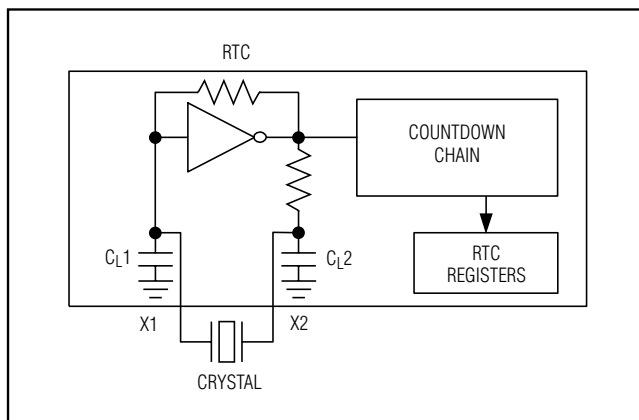 RTC
COUNTDOWN
CHAIN
CL1
CL2
RTC
REGISTERS
X1
X2
CRYSTAL